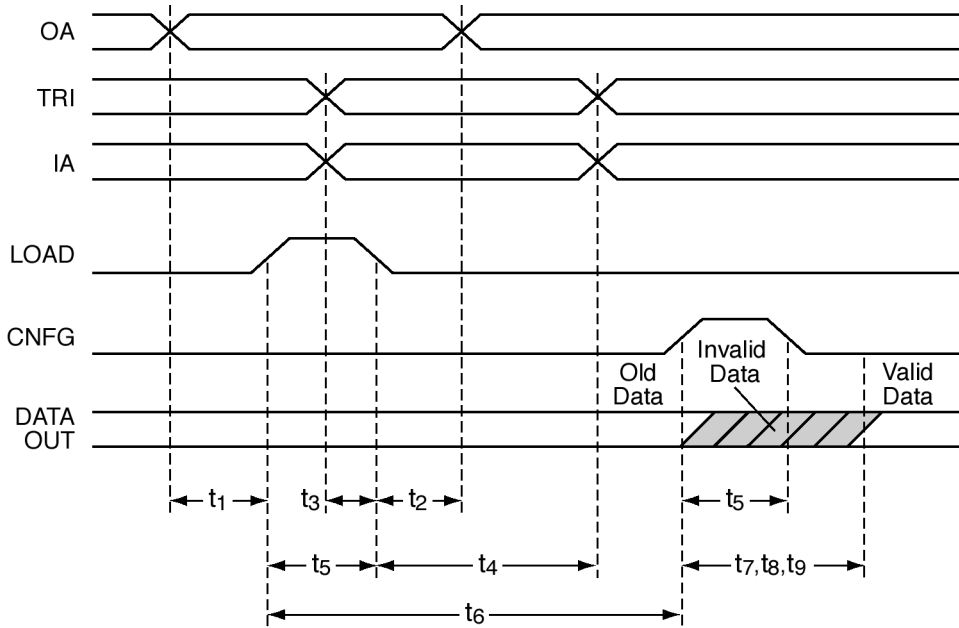 OA
TRI
IA
LOAD
CNFG
Old
Data
Invalid
Data
Valid
Data
DATA
OUT
t1
t3
t2
t5
t5
t4
t7,t8,t9
t6